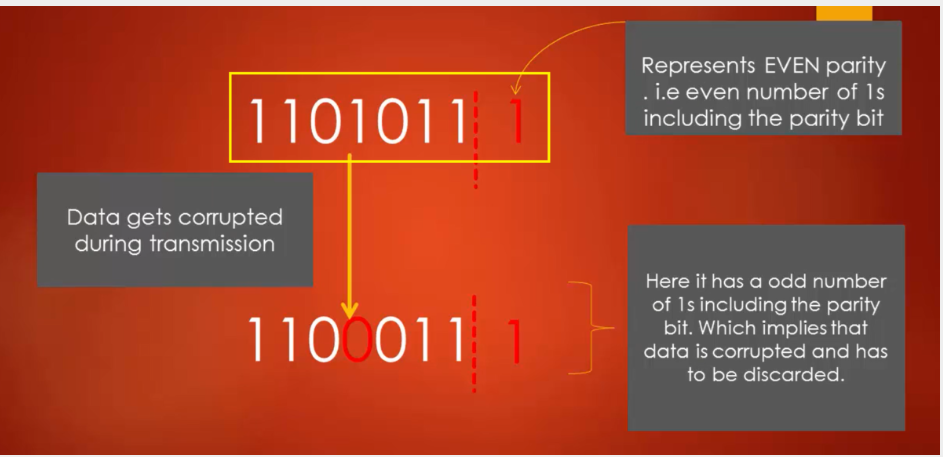 1101011 1
Represents EVEN parity
. i.e even number of 1s
including the parity bit
Data gets corrupted
during transmission
1100011 1
Here it has a odd number
of 1s including the parity
bit. Which implies that
data is corrupted and has
to be discarded.